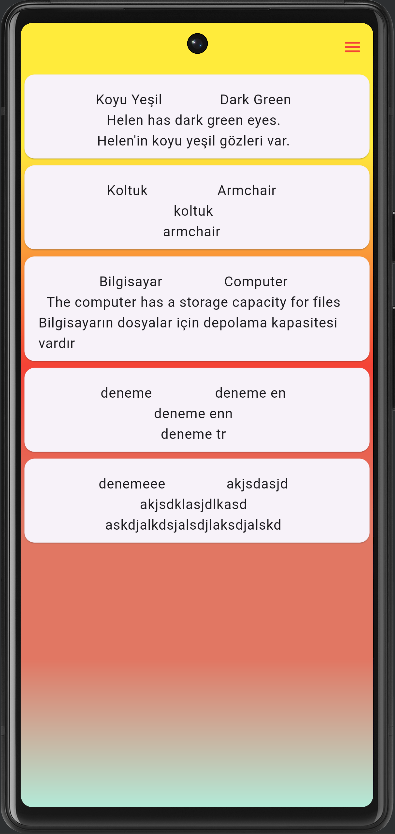 Koyu Yeşil Dark Green
Helen has dark green eyes.
Helen'in koyu yeşil gözleri var.
Koltuk Armchair
koltuk
armchair
Bilgisayar Computer
The computer has a storage capacity for files
Bilgisayarın dosyalar için depolama kapasitesi
vardır
deneme deneme en
deneme enn
deneme tr
denemeee akjsdasjd
akjsdklasjdlkasd
askdjalkdsjalsdjlaksdjalskd